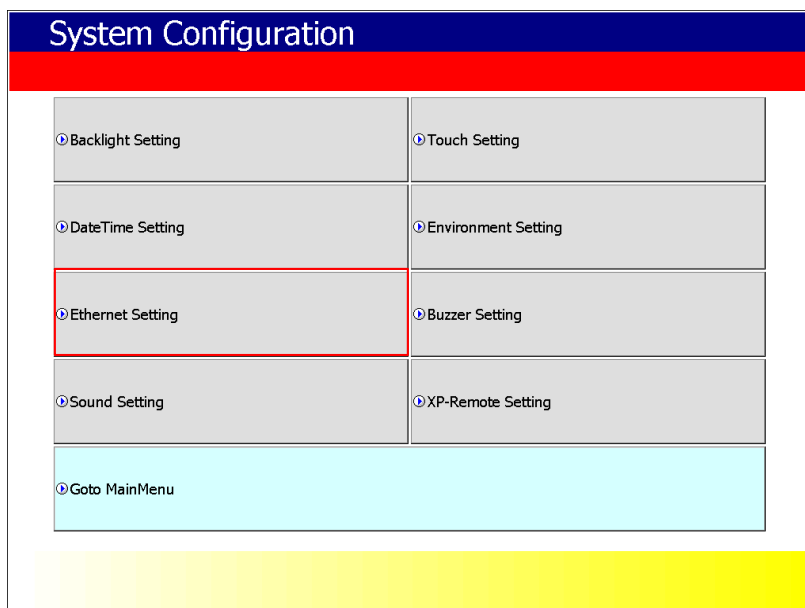 System Configuration
Backlight Setting
Touch Setting
DateTime Setting
Environment Setting
Ethernet Setting
Buzzer Setting
Sound Setting
XP-Remote Setting
Goto MainMenu